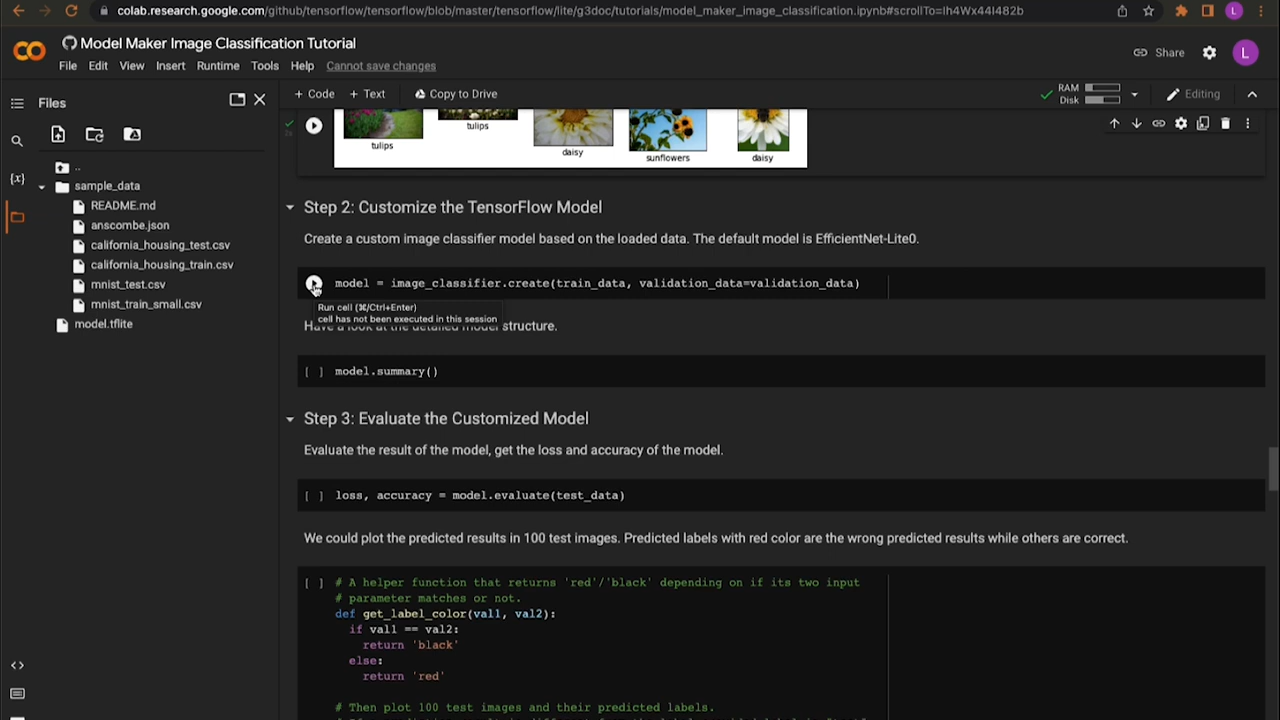 colab.research.google.com/github/tensorflow/tensorflow/blob/master/tensorflow/lite/g3doc/tutorials/model_maker_image_classification.ipynb#scrollTo=lh4Wx44I482b
L
Model Maker Image Classification Tutorial
File Edit View Insert Runtime Tools Help Cannot save changes
Share
L
Files
+ Code + Text Copy to Drive
RAM
Disk
Editing
..
sample_data
README.md
anscombe.json
california_housing_test.csv
california_housing_train.csv
mnist_test.csv
mnist_train_small.csv
model.tflite
tulips
tulips
daisy
sunflowers
daisy
Step 2: Customize the TensorFlow Model
Create a custom image classifier model based on the loaded data. The default model is EfficientNet-Lite0.
model = image_classifier.create(train_data, validation_data=validation_data)
Run cell (⌘/Ctrl+Enter)
cell has not been executed in this session
Have a look at the detailed model structure.
[ ] model.summary()
Step 3: Evaluate the Customized Model
Evaluate the result of the model, get the loss and accuracy of the model.
[ ] loss, accuracy = model.evaluate(test_data)
We could plot the predicted results in 100 test images. Predicted labels with red color are the wrong predicted results while others are correct.
[ ] # A helper function that returns 'red'/'black' depending on if its two input
# parameter matches or not.
def get_label_color(val1, val2):
if val1 == val2:
return 'black'
else:
return 'red'
# Then plot 100 test images and their predicted labels.